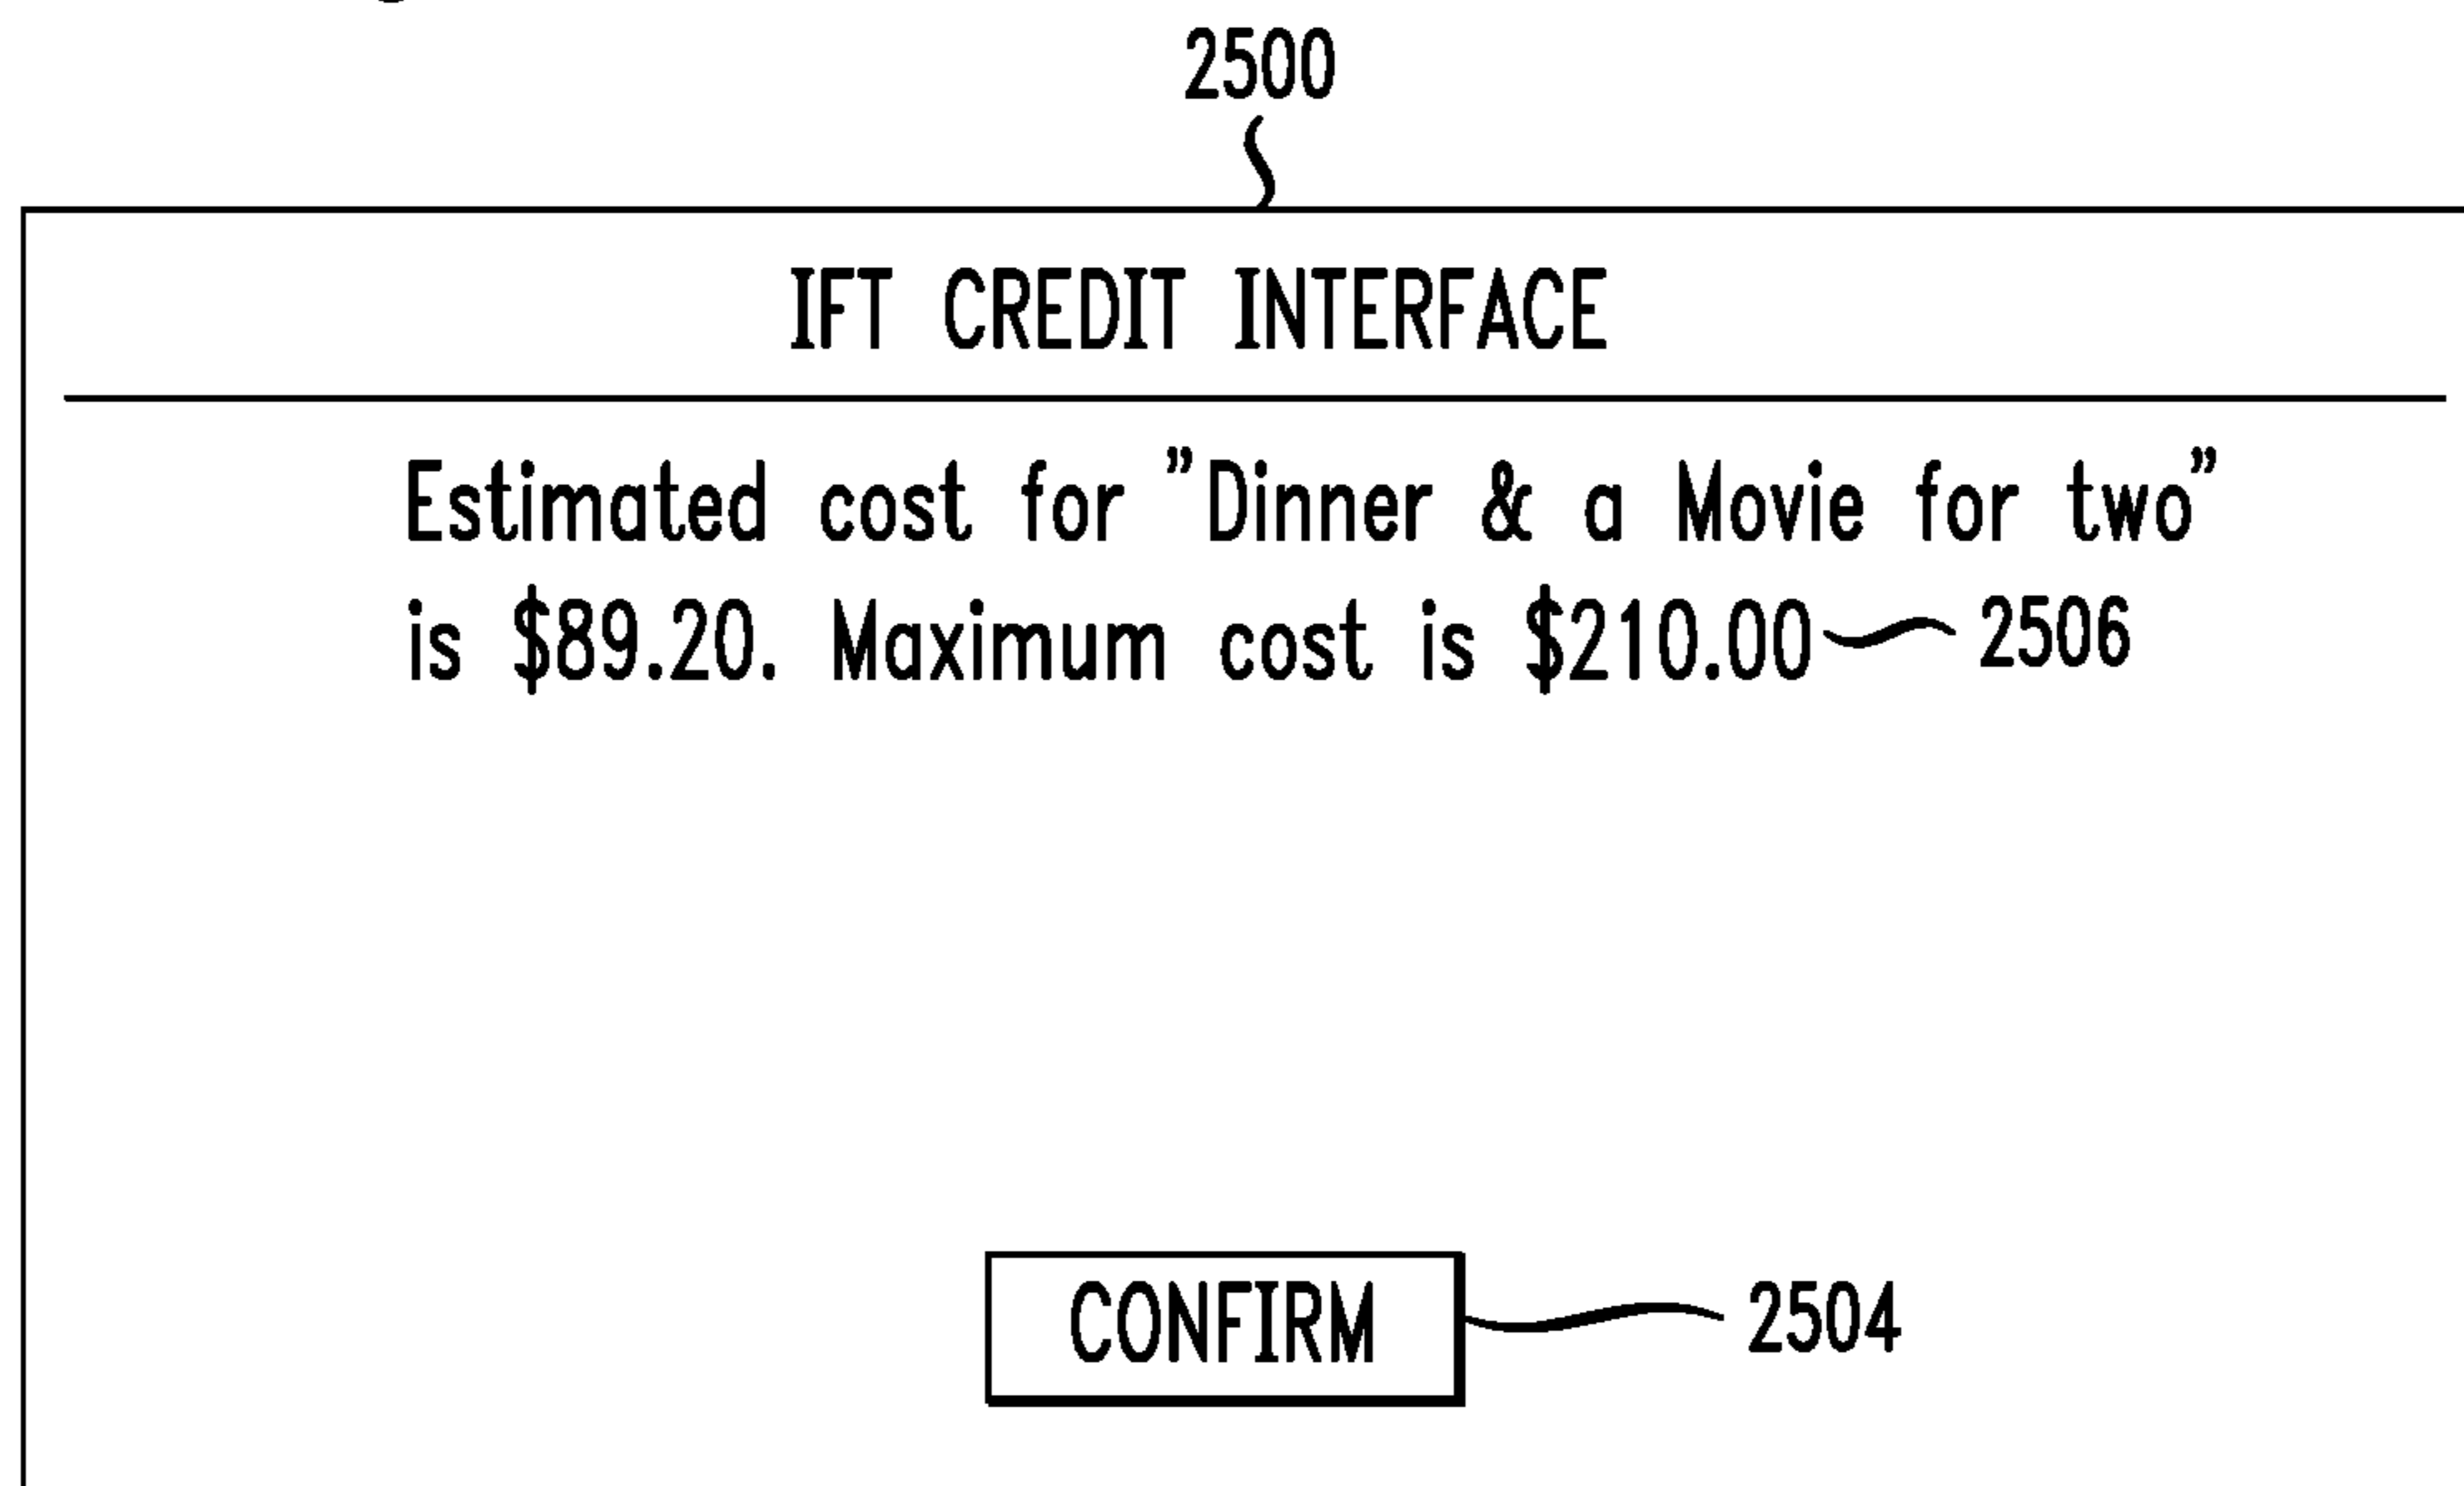 2500
IFT CREDIT INTERFACE
Estimated cost for "Dinner & a Movie for two"
is $89.20. Maximum cost is $210.00 2506
CONFIRM 2504